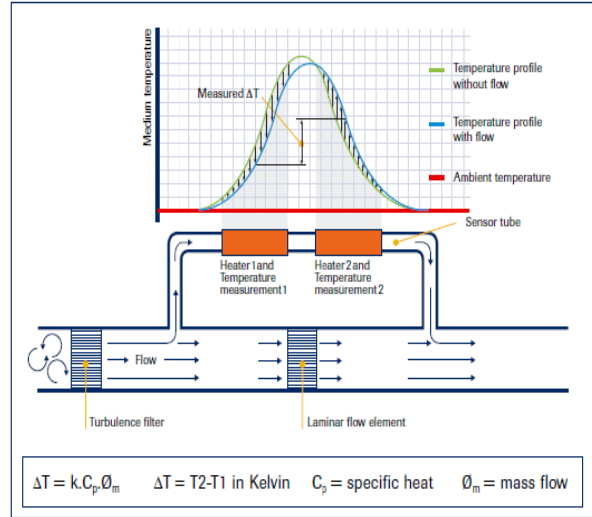 Medium temperature
Measured ΔT
Temperature profile
without flow
Temperature profile
with flow
Ambient temperature
Sensor tube
Heater 1 and
Temperature
measurement 1
Heater 2 and
Temperature
measurement 2
Flow
Turbulence filter
Laminar flow element
ΔT = k.Cₚ.Øₘ ΔT = T2-T1 in Kelvin Cₚ = specific heat Øₘ = mass flow